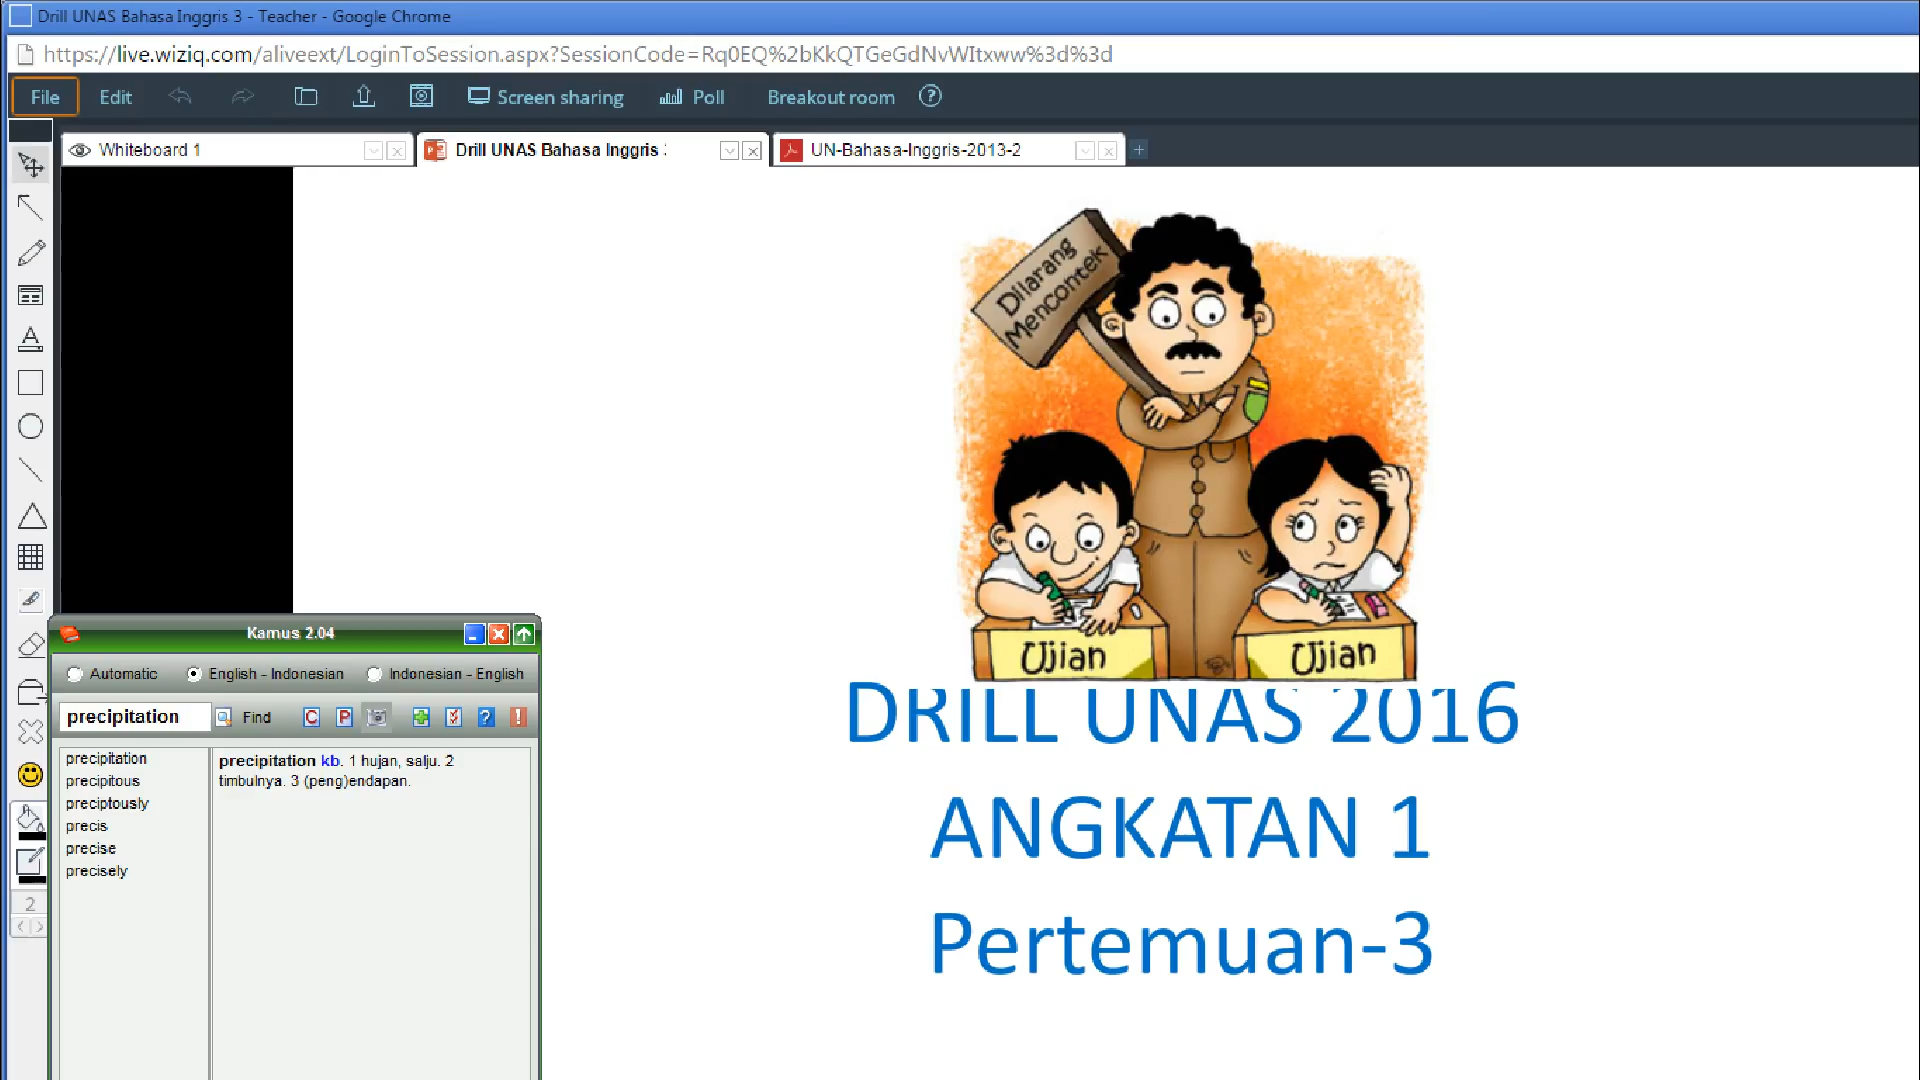 Drill UNAS Bahasa Inggris 3 - Teacher - Google Chrome
https://live.wiziq.com/aliveext/LoginToSession.aspx?SessionCode=Rq0EQ%2bKkQTGeGdNvWItxww%3d%3d
File Edit Screen sharing Poll Breakout room ?
Whiteboard 1
Drill UNAS Bahasa Inggris
UN-Bahasa-Inggris-2013-2
Dilarang
Mencontek
Ujian
Ujian
DRILL UNAS 2016
ANGKATAN 1
Pertemuan-3
Kamus 2.04
Automatic English - Indonesian Indonesian - English
precipitation Find C P ? !
precipitation
precipitous
preciptously
precis
precise
precisely
precipitation kb. 1 hujan, salju. 2
timbulnya. 3 (peng)endapan.
2